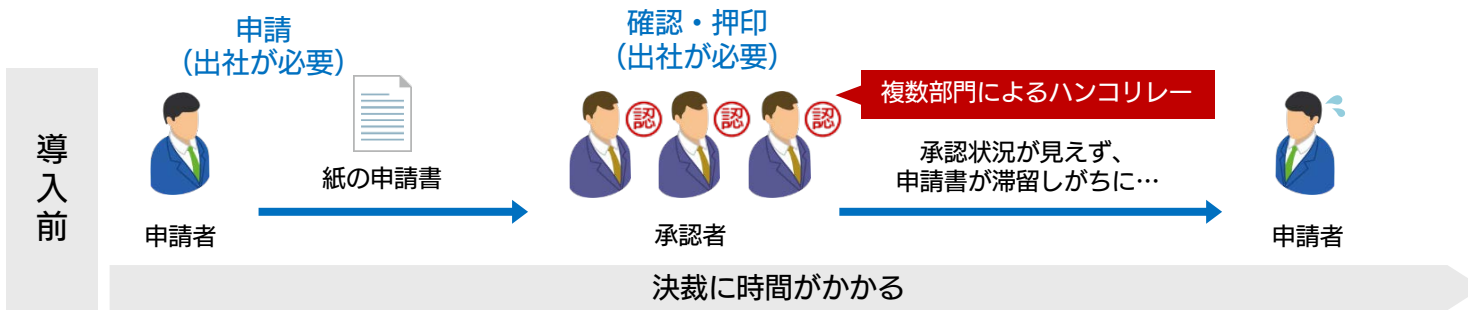 導入前
申請
（出社が必要）
紙の申請書
申請者
確認・押印
（出社が必要）
認
認
認
承認者
複数部門によるハンコリレー
承認状況が見えず、
申請書が滞留しがちに…
申請者
決裁に時間がかかる